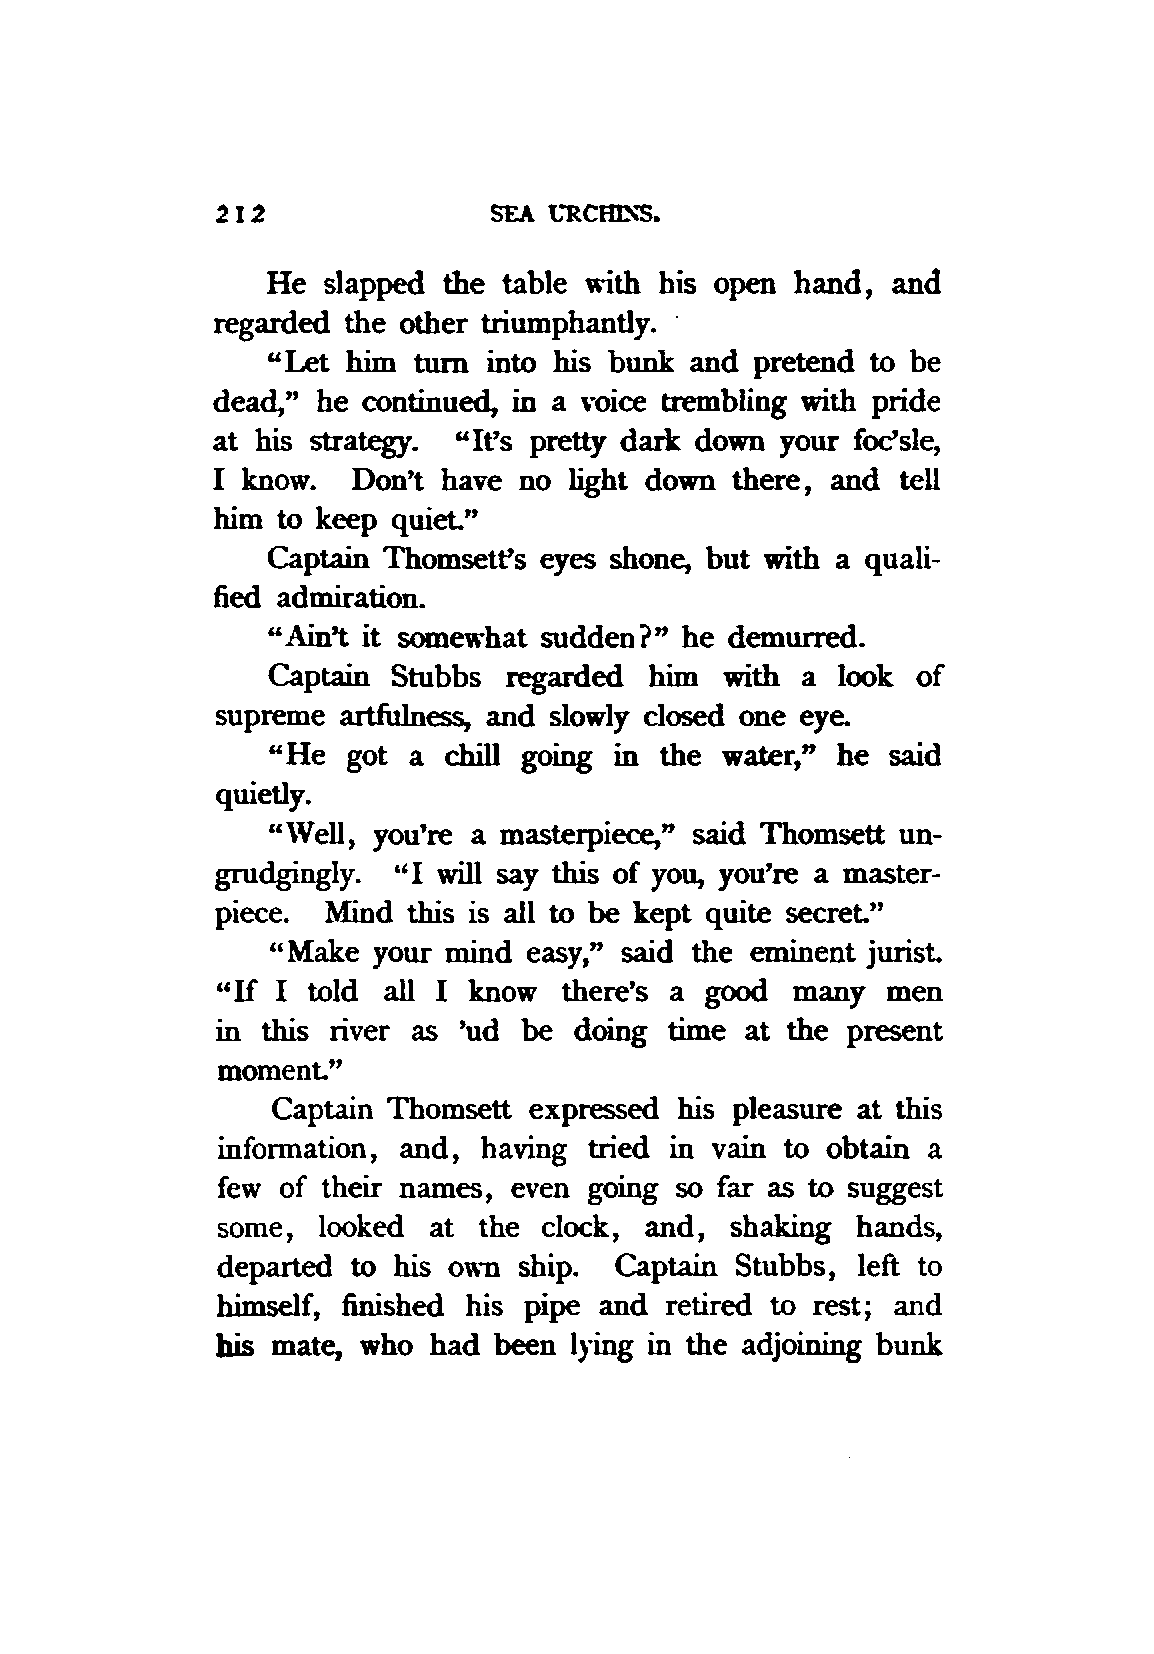 212 SEA URCHINS.
He slapped the table with his open hand, and
regarded the other triumphantly.
“Let him turn into his bunk and pretend to be
dead,” he continued, in a voice trembling with pride
at his strategy. “It’s pretty dark down your foc’sle,
I know. Don’t have no light down there, and tell
him to keep quiet.”
Captain Thomsett’s eyes shone, but with a quali-
fied admiration.
“Ain’t it somewhat sudden?” he demurred.
Captain Stubbs regarded him with a look of
supreme artfulness, and slowly closed one eye.
“He got a chill going in the water,” he said
quietly.
“Well, you’re a masterpiece,” said Thomsett un-
grudgingly. “I will say this of you, you’re a master-
piece. Mind this is all to be kept quite secret.”
“Make your mind easy,” said the eminent jurist.
“If I told all I know there’s a good many men
in this river as ’ud be doing time at the present
moment.”
Captain Thomsett expressed his pleasure at this
information, and, having tried in vain to obtain a
few of their names, even going so far as to suggest
some, looked at the clock, and, shaking hands,
departed to his own ship. Captain Stubbs, left to
himself, finished his pipe and retired to rest; and
his mate, who had been lying in the adjoining bunk